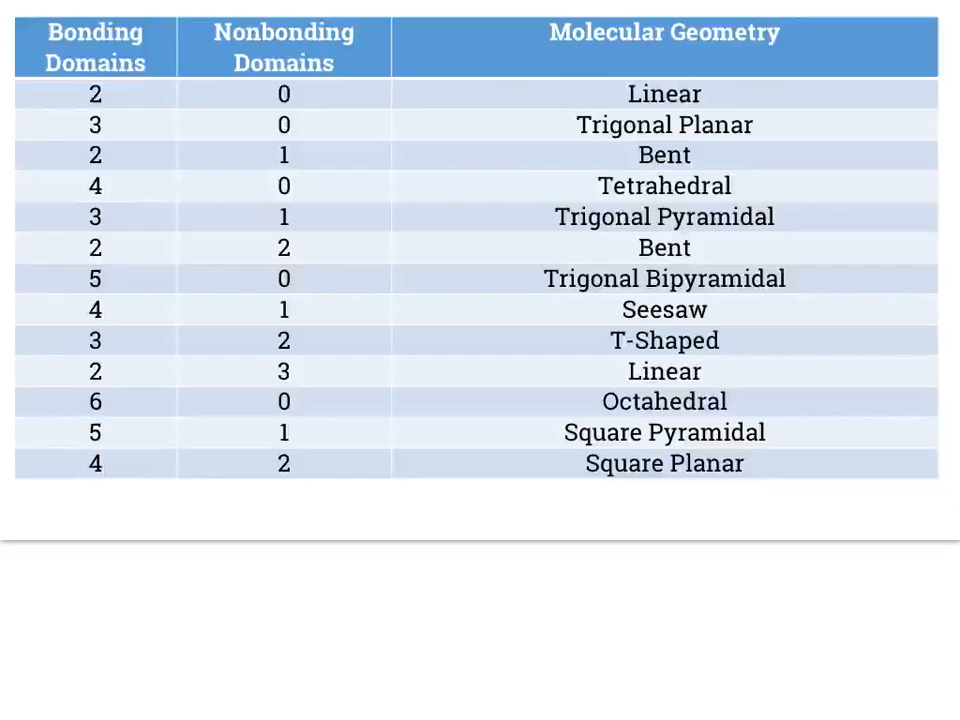 Bonding Domains Nonbonding Domains Molecular Geometry
2 0 Linear
3 0 Trigonal Planar
2 1 Bent
4 0 Tetrahedral
3 1 Trigonal Pyramidal
2 2 Bent
5 0 Trigonal Bipyramidal
4 1 Seesaw
3 2 T-Shaped
2 3 Linear
6 0 Octahedral
5 1 Square Pyramidal
4 2 Square Planar